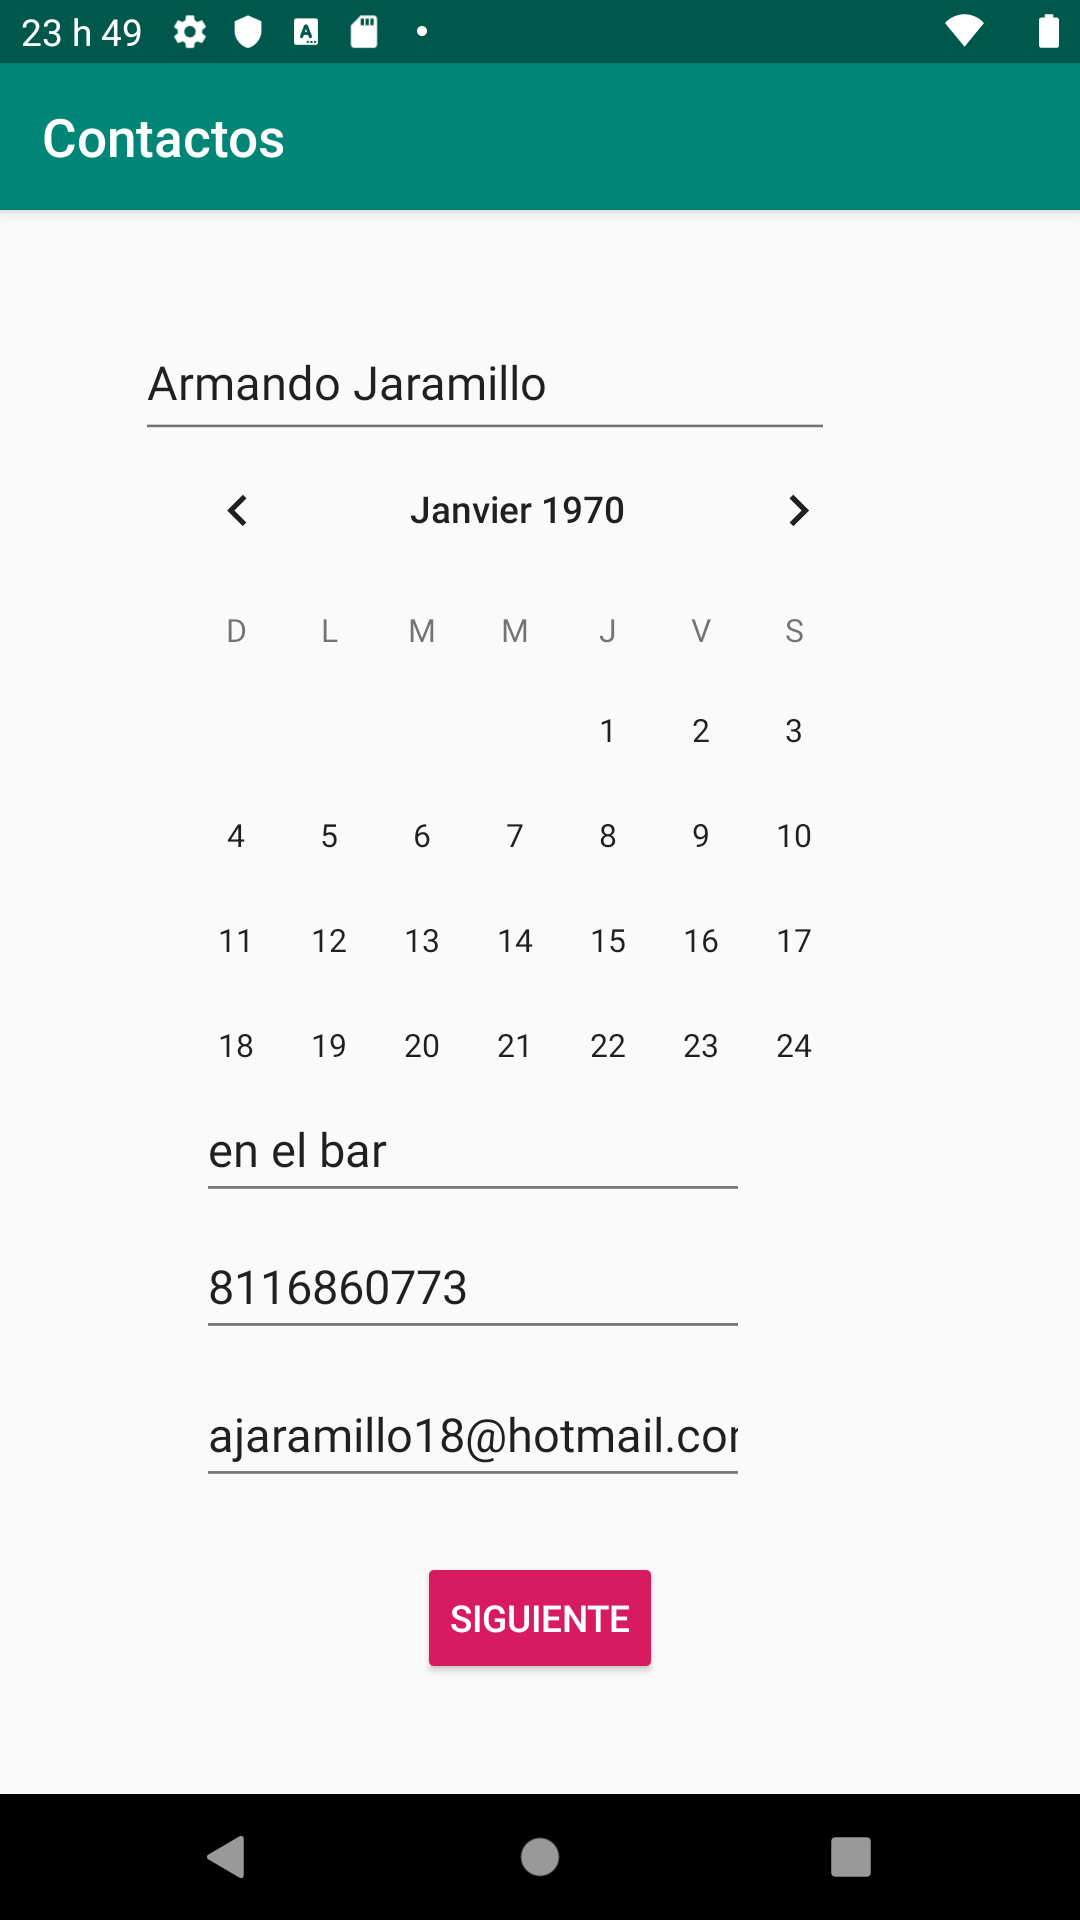 23 h 49
Contactos
Armando Jaramillo
Janvier 1970
D L M M J V S
1 2 3
4 5 6 7 8 9 10
11 12 13 14 15 16 17
18 19 20 21 22 23 24
en el bar
8116860773
ajaramillo18@hotmail.com
SIGUIENTE